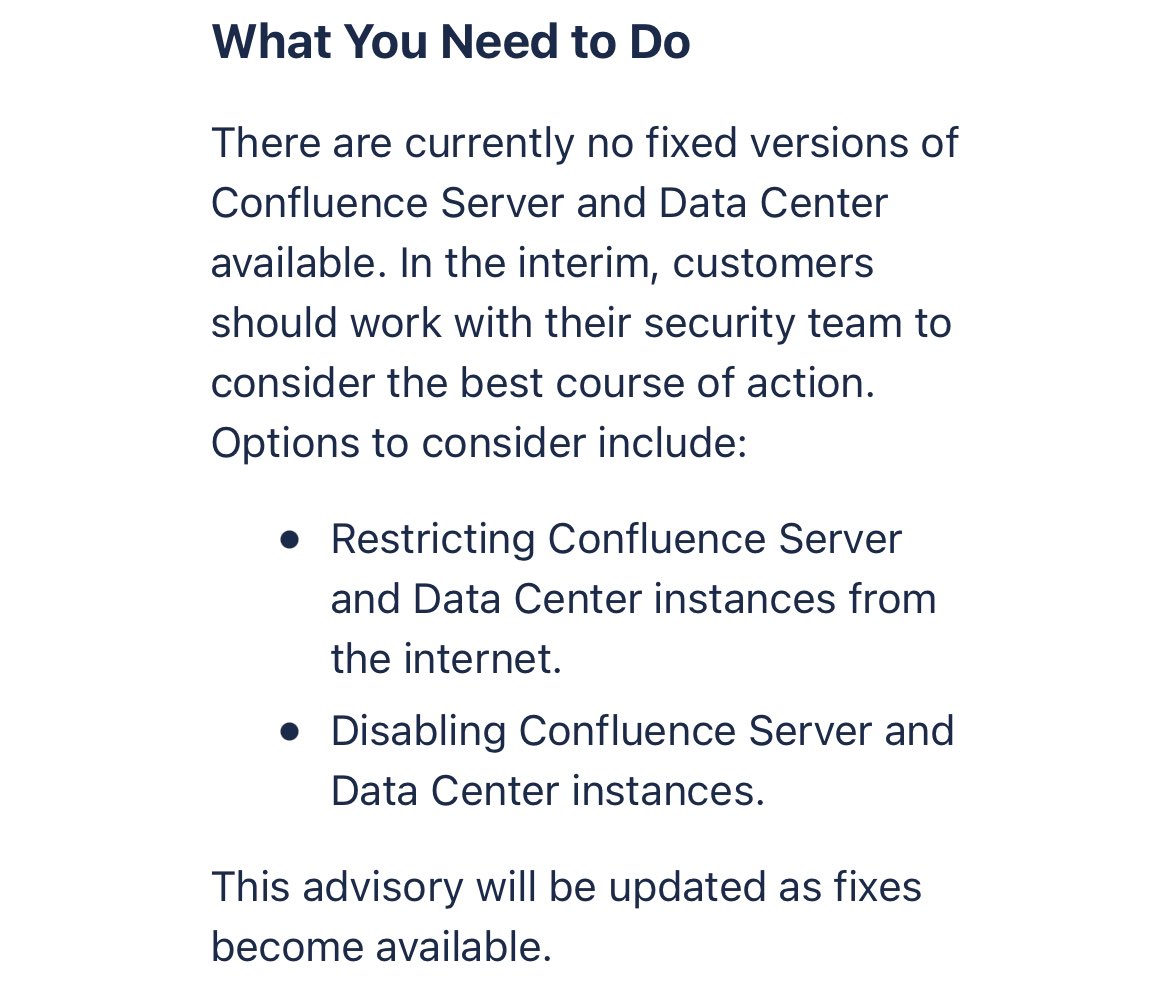 What You Need to Do
There are currently no fixed versions of
Confluence Server and Data Center
available. In the interim, customers
should work with their security team to
consider the best course of action.
Options to consider include:
● Restricting Confluence Server
and Data Center instances from
the internet.
● Disabling Confluence Server and
Data Center instances.
This advisory will be updated as fixes
become available.